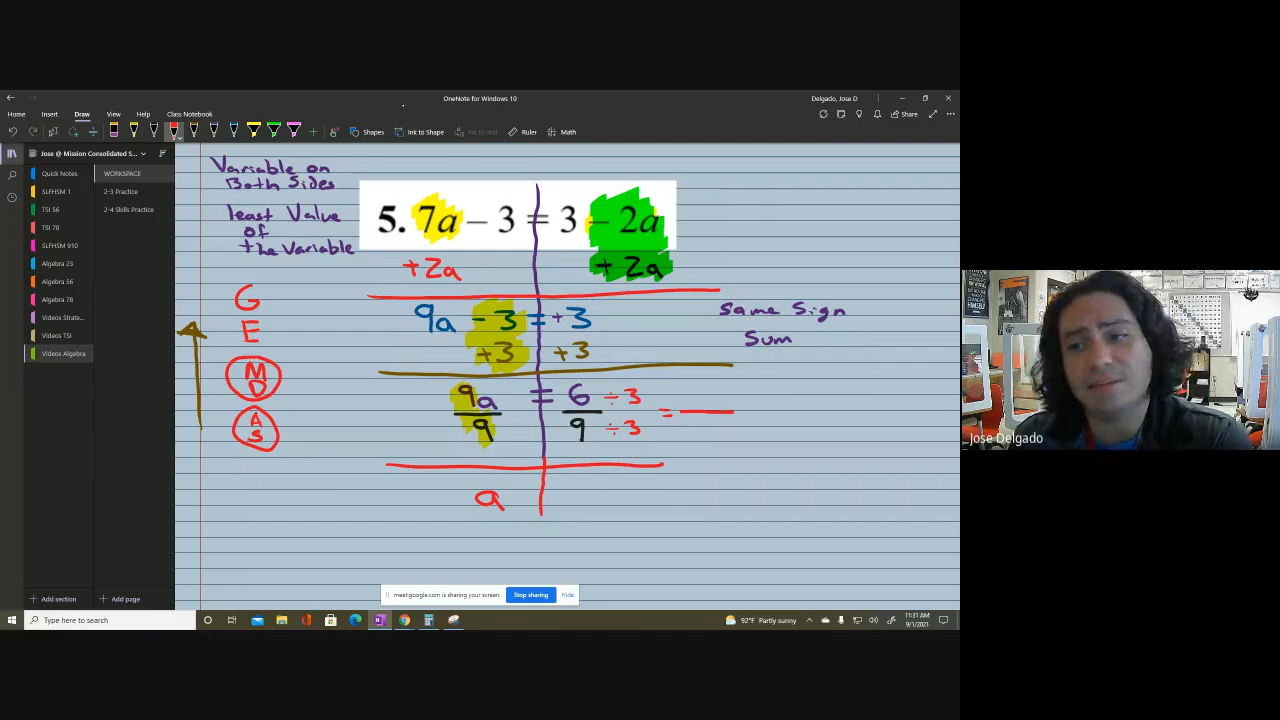 OneNote for Windows 10
Delgado, Jose D
Home Insert Draw View Help Class Notebook
Share
Shapes Ink to Shape Ink to Text Ruler Math
Jose @ Mission Consolidated S...
Quick Notes
SLFHSM 1
TSI 56
TSI 78
SLFHSM 910
Algebra 23
Algebra 56
Algebra 78
Videos Strate...
Videos TSI
Videos Algebra
WORKSPACE
2-3 Practice
2-4 Skills Practice
Variable on
Both Sides
least Value
of
the Variable
G
E
M
D
A
S
5. 7a – 3 = 3 – 2a
+2a + 2a
9a - 3 = +3
+3 +3
9a = 6 ÷3
9 9 ÷3 =
a
Same Sign
Sum
Add section Add page
meet.google.com is sharing your screen. Stop sharing Hide
Type here to search
92°F Partly sunny
11:31 AM
9/1/2021
Jose Delgado